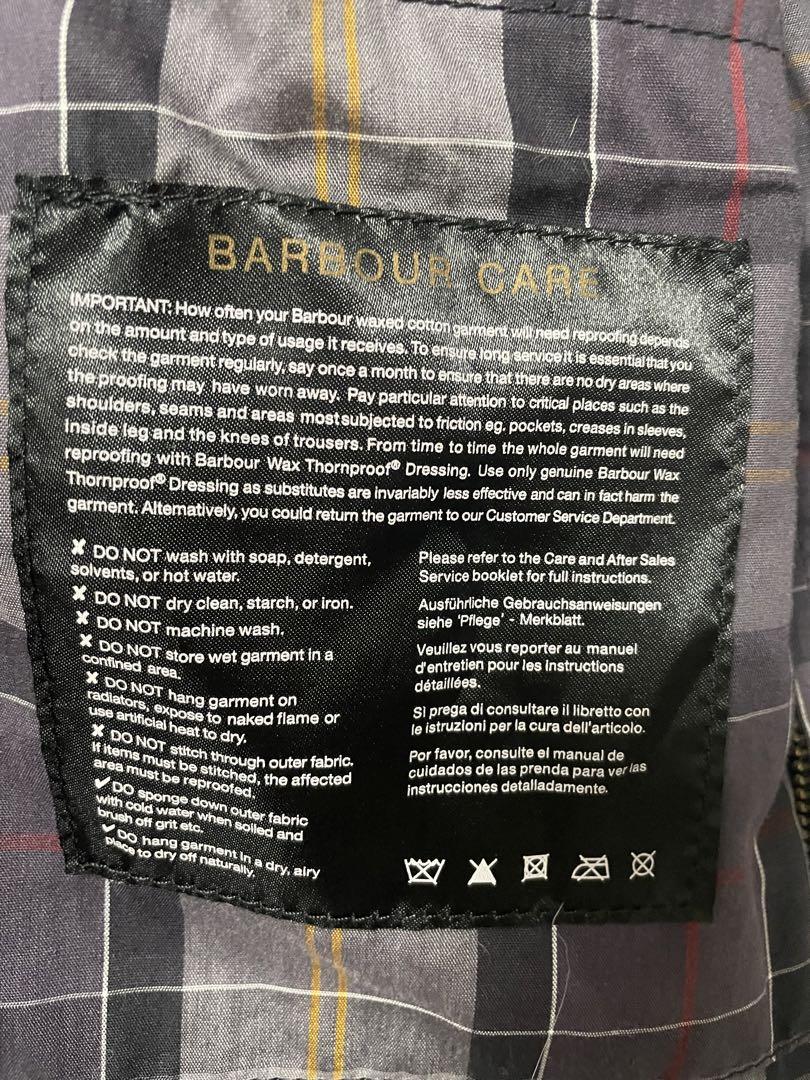 BARBOUR CARE
IMPORTANT: How often your Barbour waxed cotton garment will need reproofing depends
on the amount and type of usage it receives. To ensure long service it is essential that you
check the garment regularly, say once a month to ensure that there are no dry areas where
the proofing may have worn away. Pay particular attention to critical places such as the
shoulders, seams and areas most subjected to friction eg. pockets, creases in sleeves,
inside leg and the knees of trousers. From time to time the whole garment will need
reproofing with Barbour Wax Thornproof® Dressing. Use only genuine Barbour Wax
Thornproof® Dressing as substitutes are invariably less effective and can in fact harm the
garment. Alternatively, you could return the garment to our Customer Service Department.
✘ DO NOT wash with soap, detergent,
solvents, or hot water.
✘ DO NOT dry clean, starch, or iron.
✘ DO NOT machine wash.
✘ DO NOT store wet garment in a
confined area.
✘ DO NOT hang garment on
radiators, expose to naked flame or
use artificial heat to dry.
✘ DO NOT stitch through outer fabric.
If items must be stitched, the affected
area must be reproofed
✔ DO sponge down outer fabric
with cold water when soiled and
brush off grit etc.
✔ DO hang garment in a dry, airy
place to dry off naturally.
Please refer to the Care and After Sales
Service booklet for full instructions.
Ausführliche Gebrauchsanweisungen
siehe 'Pflege' - Merkblatt.
Veuillez vous reporter au manuel
d'entretien pour les instructions
détaillées.
Si prega di consultare il libretto con
le istruzioni per la cura dell'articolo.
Por favor, consulte el manual de
cuidados de las prenda para ver las
instrucciones detalladamente.